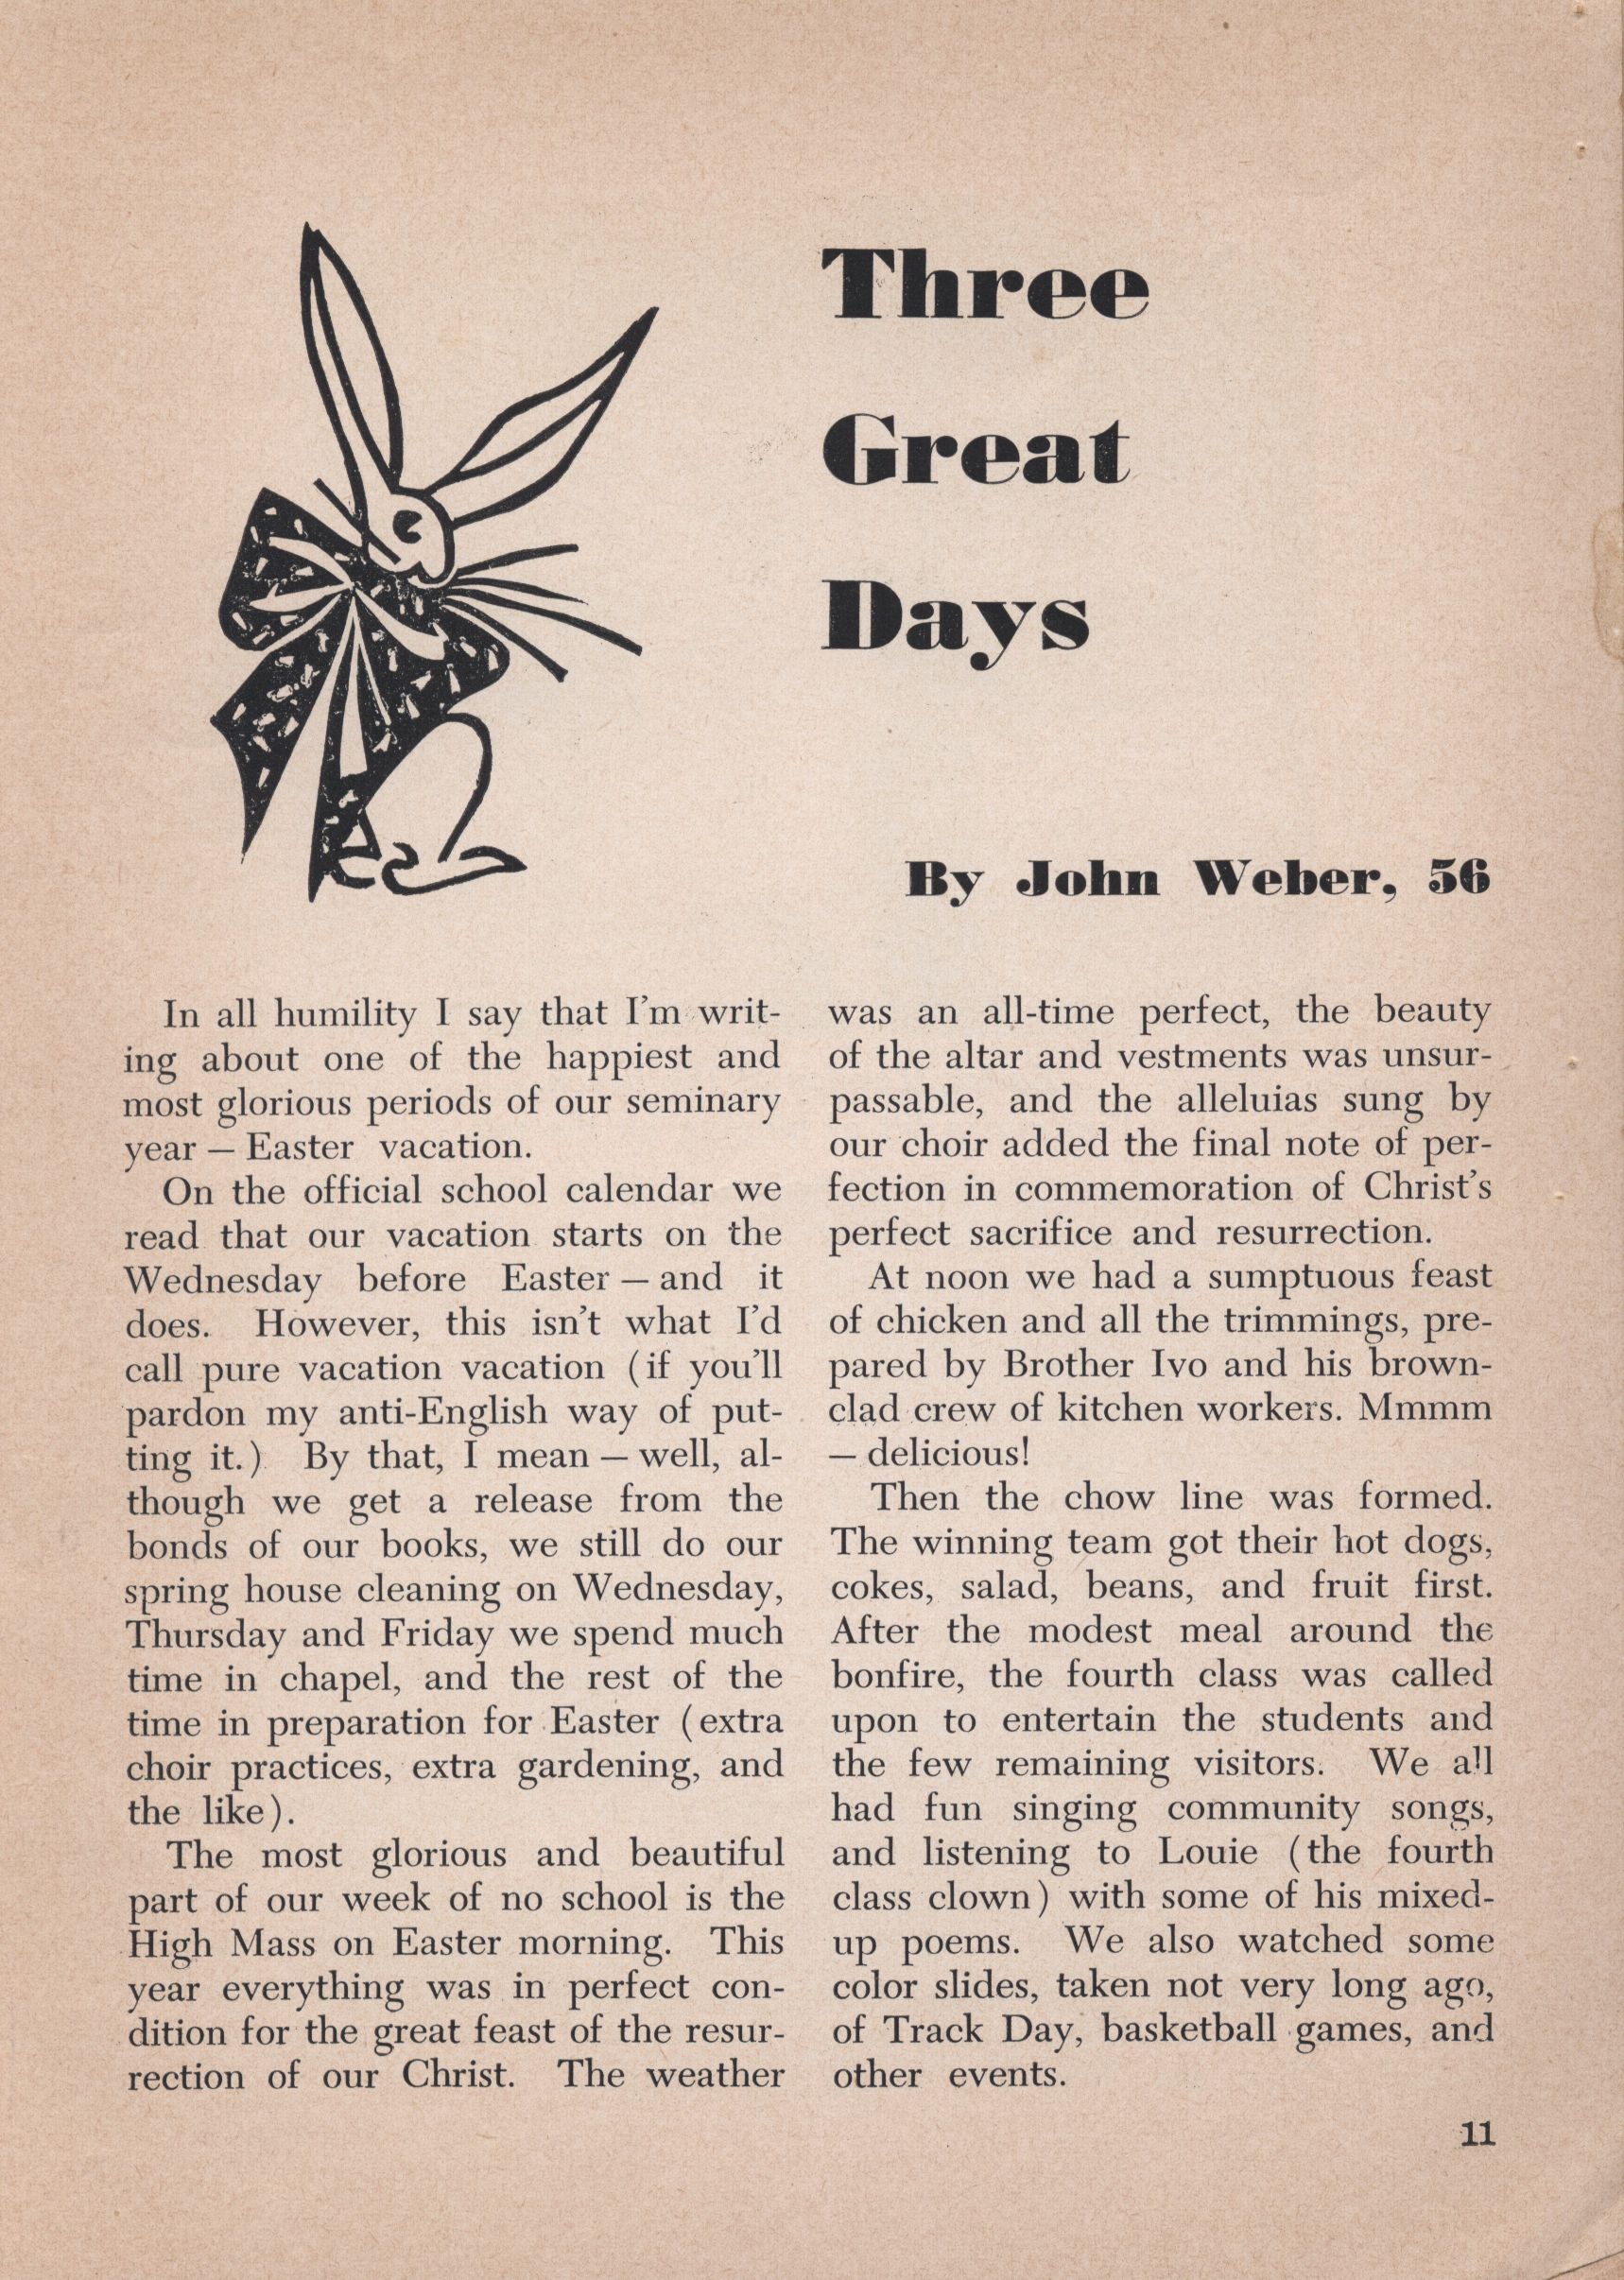 Three
Great
Days
By John Weber, 56
In all humility I say that I'm writ-
ing about one of the happiest and
most glorious periods of our seminary
year — Easter vacation.
On the official school calendar we
read that our vacation starts on the
Wednesday before Easter — and it
does. However, this isn't what I'd
call pure vacation vacation (if you'll
pardon my anti-English way of put-
ting it.) By that, I mean — well, al-
though we get a release from the
bonds of our books, we still do our
spring house cleaning on Wednesday,
Thursday and Friday we spend much
time in chapel, and the rest of the
time in preparation for Easter (extra
choir practices, extra gardening, and
the like).
The most glorious and beautiful
part of our week of no school is the
High Mass on Easter morning. This
year everything was in perfect con-
dition for the great feast of the resur-
rection of our Christ. The weather
was an all-time perfect, the beauty
of the altar and vestments was unsur-
passable, and the alleluias sung by
our choir added the final note of per-
fection in commemoration of Christ's
perfect sacrifice and resurrection.
At noon we had a sumptuous feast
of chicken and all the trimmings, pre-
pared by Brother Ivo and his brown-
clad crew of kitchen workers. Mmmm
— delicious!
Then the chow line was formed.
The winning team got their hot dogs,
cokes, salad, beans, and fruit first.
After the modest meal around the
bonfire, the fourth class was called
upon to entertain the students and
the few remaining visitors. We all
had fun singing community songs,
and listening to Louie (the fourth
class clown) with some of his mixed-
up poems. We also watched some
color slides, taken not very long ago,
of Track Day, basketball games, and
other events.
11